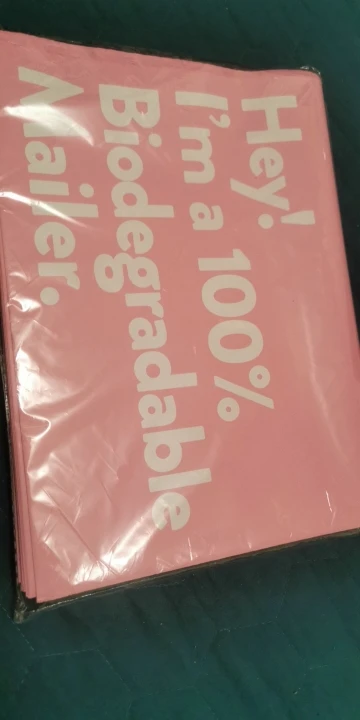 Hey!
I'm a 100%
Biodegradable
Mailer.